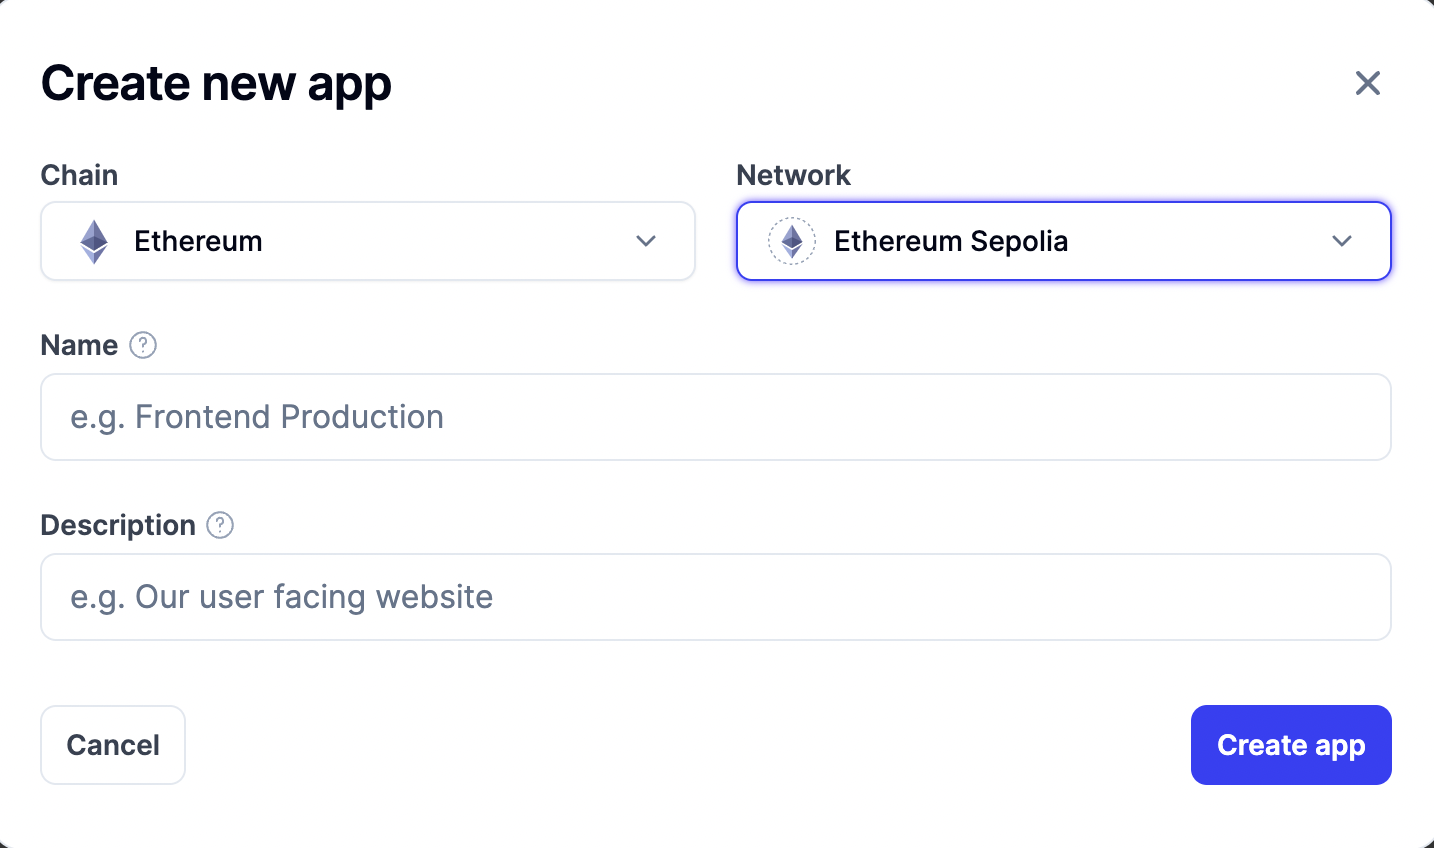 Create new app
Chain
Network
Ethereum
Ethereum Sepolia
Name ?
e.g. Frontend Production
Description ?
e.g. Our user facing website
Cancel
Create app